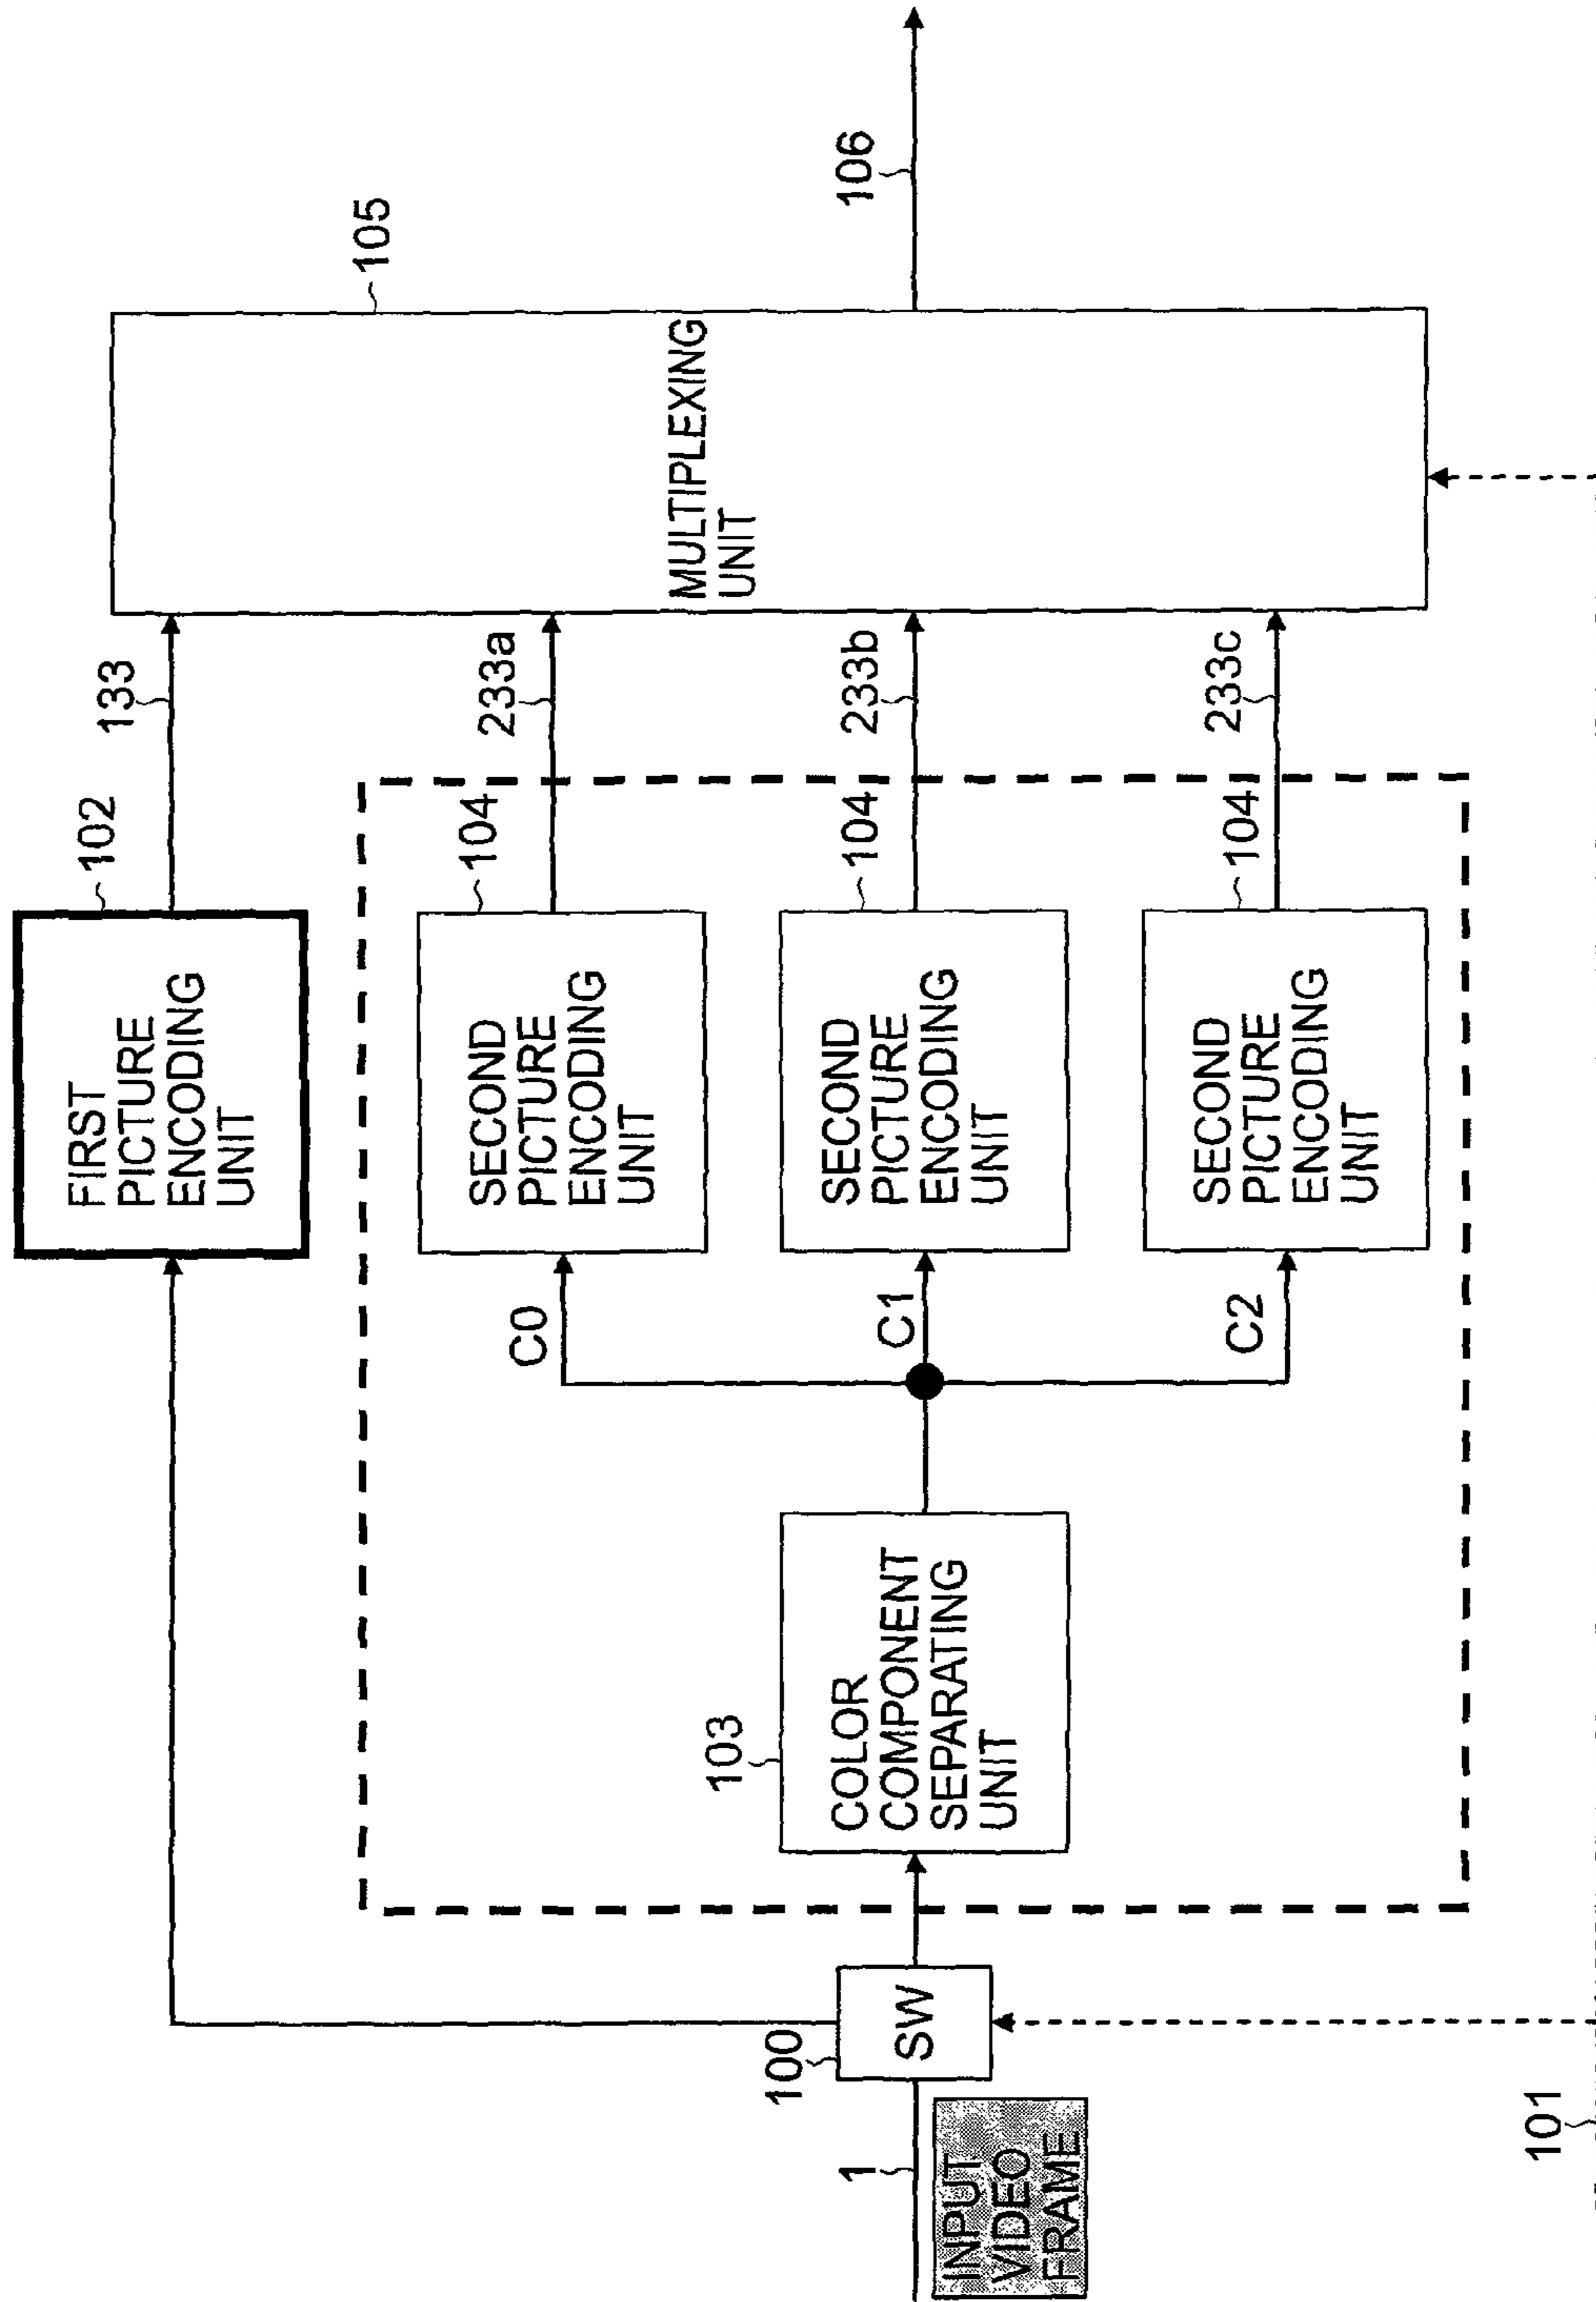 FIRST
PICTURE
ENCODING
UNIT
102
133
105
MULTIPLEXING
UNIT
106
SECOND
PICTURE
ENCODING
UNIT
104
233a
C0
SECOND
PICTURE
ENCODING
UNIT
104
233b
C1
SECOND
PICTURE
ENCODING
UNIT
104
233c
C2
103
COLOR
COMPONENT
SEPARATING
UNIT
100
SW
1
INPUT
VIDEO
FRAME
101